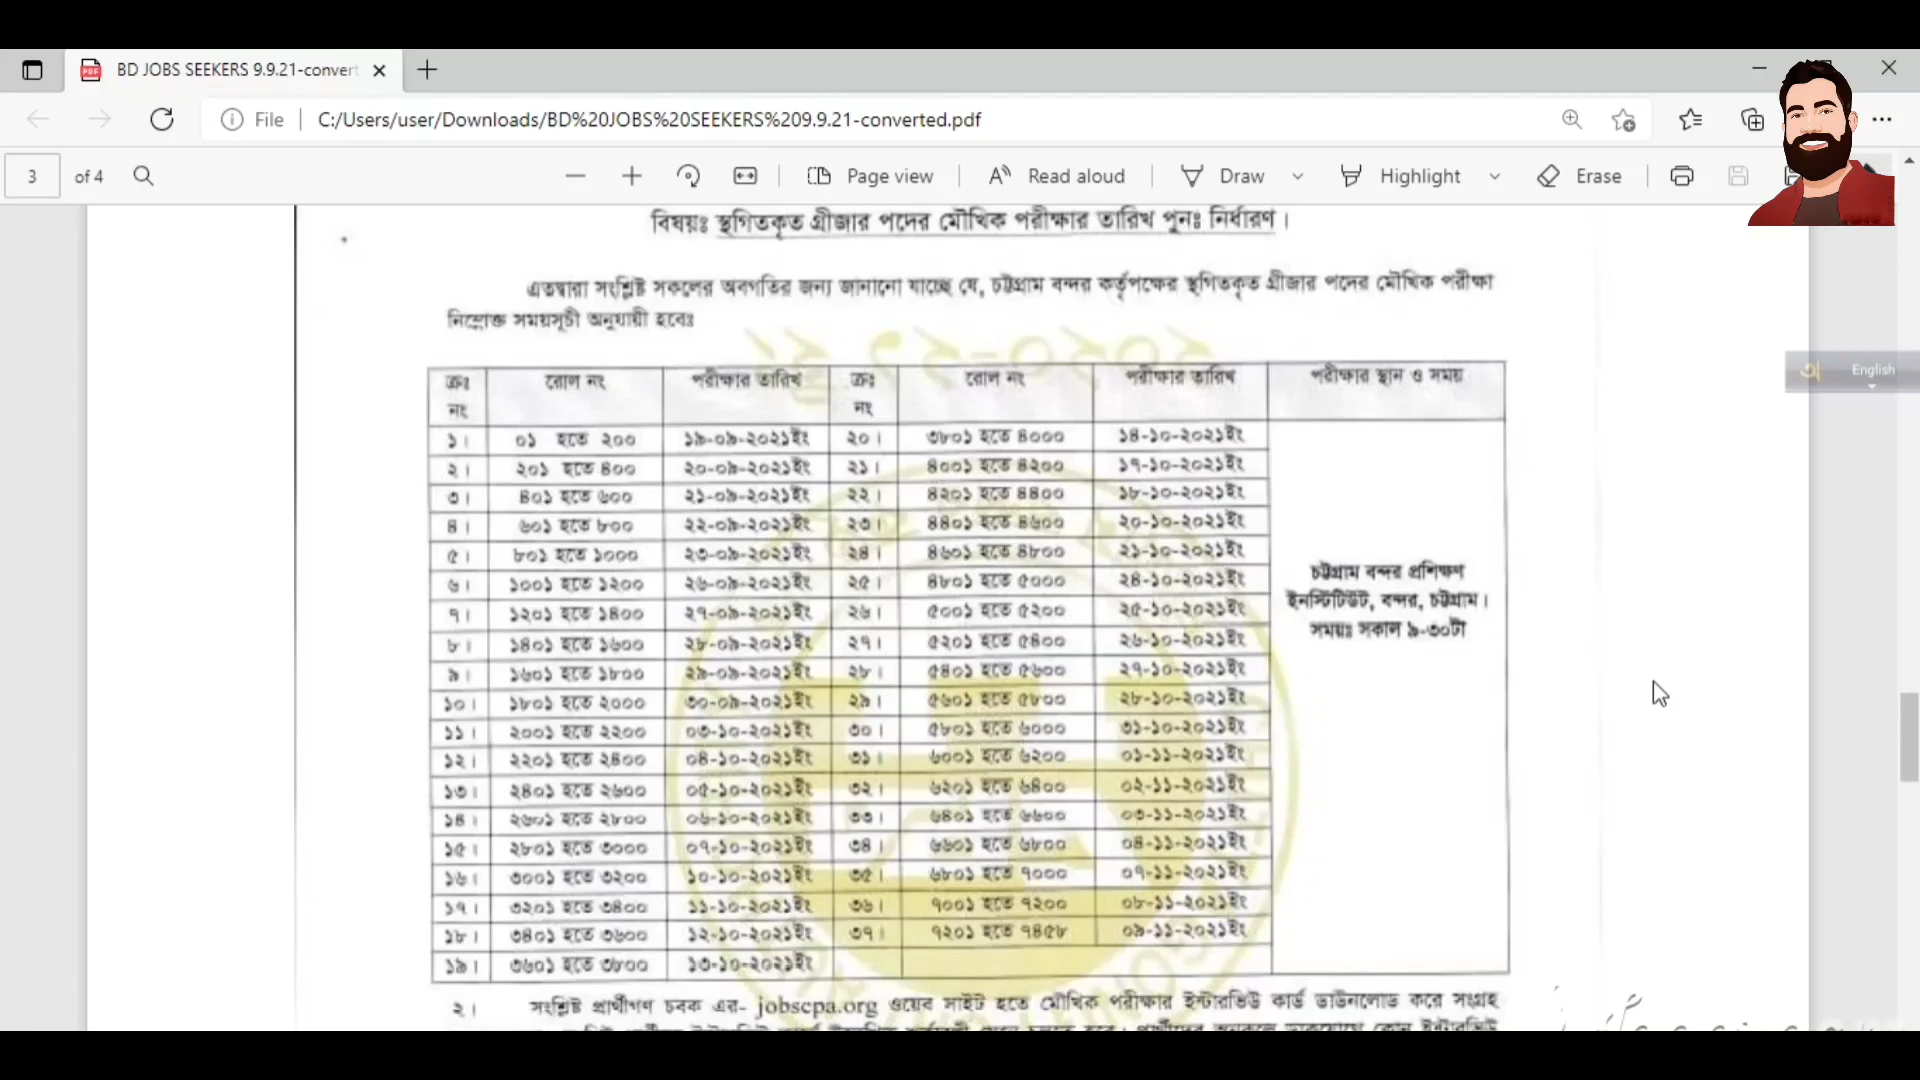 BD JOBS SEEKERS 9.9.21-convert
File C:/Users/user/Downloads/BD%20JOBS%20SEEKERS%209.9.21-converted.pdf
3 of 4 Page view Read aloud Draw Highlight Erase
English
বিষয়ঃ স্থগিতকৃত গ্রীজার পদের মৌখিক পরীক্ষার তারিখ পুনঃ নির্ধারণ।
এতদ্বারা সংশ্লিষ্ট সকলের অবগতির জন্য জানানো যাচ্ছে যে, চট্টগ্রাম বন্দর কর্তৃপক্ষের স্থগিতকৃত গ্রীজার পদের মৌখিক পরীক্ষা
নিম্নোক্ত সময়সূচী অনুযায়ী হবেঃ
ক্রঃ নং রোল নং পরীক্ষার তারিখ ক্রঃ নং রোল নং পরীক্ষার তারিখ পরীক্ষার স্থান ও সময়
১। ০১ হতে ২০০ ১৯-০৯-২০২১ইং ২০। ৩৮০১ হতে ৪০০০ ১৪-১০-২০২১ইং
২। ২০১ হতে ৪০০ ২০-০৯-২০২১ইং ২১। ৪০০১ হতে ৪২০০ ১৭-১০-২০২১ইং
৩। ৪০১ হতে ৬০০ ২১-০৯-২০২১ইং ২২। ৪২০১ হতে ৪৪০০ ১৮-১০-২০২১ইং
৪। ৬০১ হতে ৮০০ ২২-০৯-২০২১ইং ২৩। ৪৪০১ হতে ৪৬০০ ২০-১০-২০২১ইং
৫। ৮০১ হতে ১০০০ ২৩-০৯-২০২১ইং ২৪। ৪৬০১ হতে ৪৮০০ ২১-১০-২০২১ইং
৬। ১০০১ হতে ১২০০ ২৬-০৯-২০২১ইং ২৫। ৪৮০১ হতে ৫০০০ ২৪-১০-২০২১ইং
৭। ১২০১ হতে ১৪০০ ২৭-০৯-২০২১ইং ২৬। ৫০০১ হতে ৫২০০ ২৫-১০-২০২১ইং
৮। ১৪০১ হতে ১৬০০ ২৮-০৯-২০২১ইং ২৭। ৫২০১ হতে ৫৪০০ ২৬-১০-২০২১ইং
৯। ১৬০১ হতে ১৮০০ ২৯-০৯-২০২১ইং ২৮। ৫৪০১ হতে ৫৬০০ ২৭-১০-২০২১ইং
১০। ১৮০১ হতে ২০০০ ৩০-০৯-২০২১ইং ২৯। ৫৬০১ হতে ৫৮০০ ২৮-১০-২০২১ইং
১১। ২০০১ হতে ২২০০ ০৩-১০-২০২১ইং ৩০। ৫৮০১ হতে ৬০০০ ৩১-১০-২০২১ইং
১২। ২২০১ হতে ২৪০০ ০৪-১০-২০২১ইং ৩১। ৬০০১ হতে ৬২০০ ০১-১১-২০২১ইং
১৩। ২৪০১ হতে ২৬০০ ০৫-১০-২০২১ইং ৩২। ৬২০১ হতে ৬৪০০ ০২-১১-২০২১ইং
১৪। ২৬০১ হতে ২৮০০ ০৬-১০-২০২১ইং ৩৩। ৬৪০১ হতে ৬৬০০ ০৩-১১-২০২১ইং
১৫। ২৮০১ হতে ৩০০০ ০৭-১০-২০২১ইং ৩৪। ৬৬০১ হতে ৬৮০০ ০৪-১১-২০২১ইং
১৬। ৩০০১ হতে ৩২০০ ১০-১০-২০২১ইং ৩৫। ৬৮০১ হতে ৭০০০ ০৭-১১-২০২১ইং
১৭। ৩২০১ হতে ৩৪০০ ১১-১০-২০২১ইং ৩৬। ৭০০১ হতে ৭২০০ ০৮-১১-২০২১ইং
১৮। ৩৪০১ হতে ৩৬০০ ১২-১০-২০২১ইং ৩৭। ৭২০১ হতে ৭৪৫৮ ০৯-১১-২০২১ইং
১৯। ৩৬০১ হতে ৩৮০০ ১৩-১০-২০২১ইং
চট্টগ্রাম বন্দর প্রশিক্ষণ
ইনস্টিটিউট, বন্দর, চট্টগ্রাম।
সময়ঃ সকাল ৯-৩০টা
২। সংশ্লিষ্ট প্রার্থীগণ চবক এর- jobscpa.org ওয়েব সাইট হতে মৌখিক পরীক্ষার ইন্টারভিউ কার্ড ডাউনলোড করে সংগ্রহ